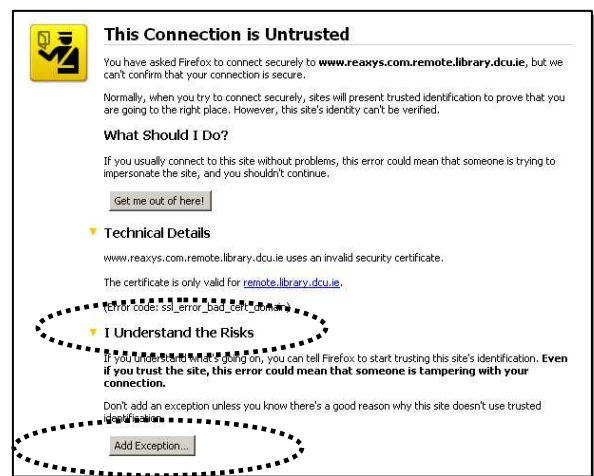 This Connection is Untrusted
You have asked Firefox to connect securely to www.reaxys.com.remote.library.dcu.ie, but we
can't confirm that your connection is secure.
Normally, when you try to connect securely, sites will present trusted identification to prove that you
are going to the right place. However, this site's identity can't be verified.
What Should I Do?
If you usually connect to this site without problems, this error could mean that someone is trying to
impersonate the site, and you shouldn't continue.
Get me out of here!
Technical Details
www.reaxys.com.remote.library.dcu.ie uses an invalid security certificate.
The certificate is only valid for remote.library.dcu.ie.
(Error code: ssl_error_bad_cert_domain)
I Understand the Risks
If you understand what's going on, you can tell Firefox to start trusting this site's identification. Even
if you trust the site, this error could mean that someone is tampering with your
connection.
Don't add an exception unless you know there's a good reason why this site doesn't use trusted
identification.
Add Exception...